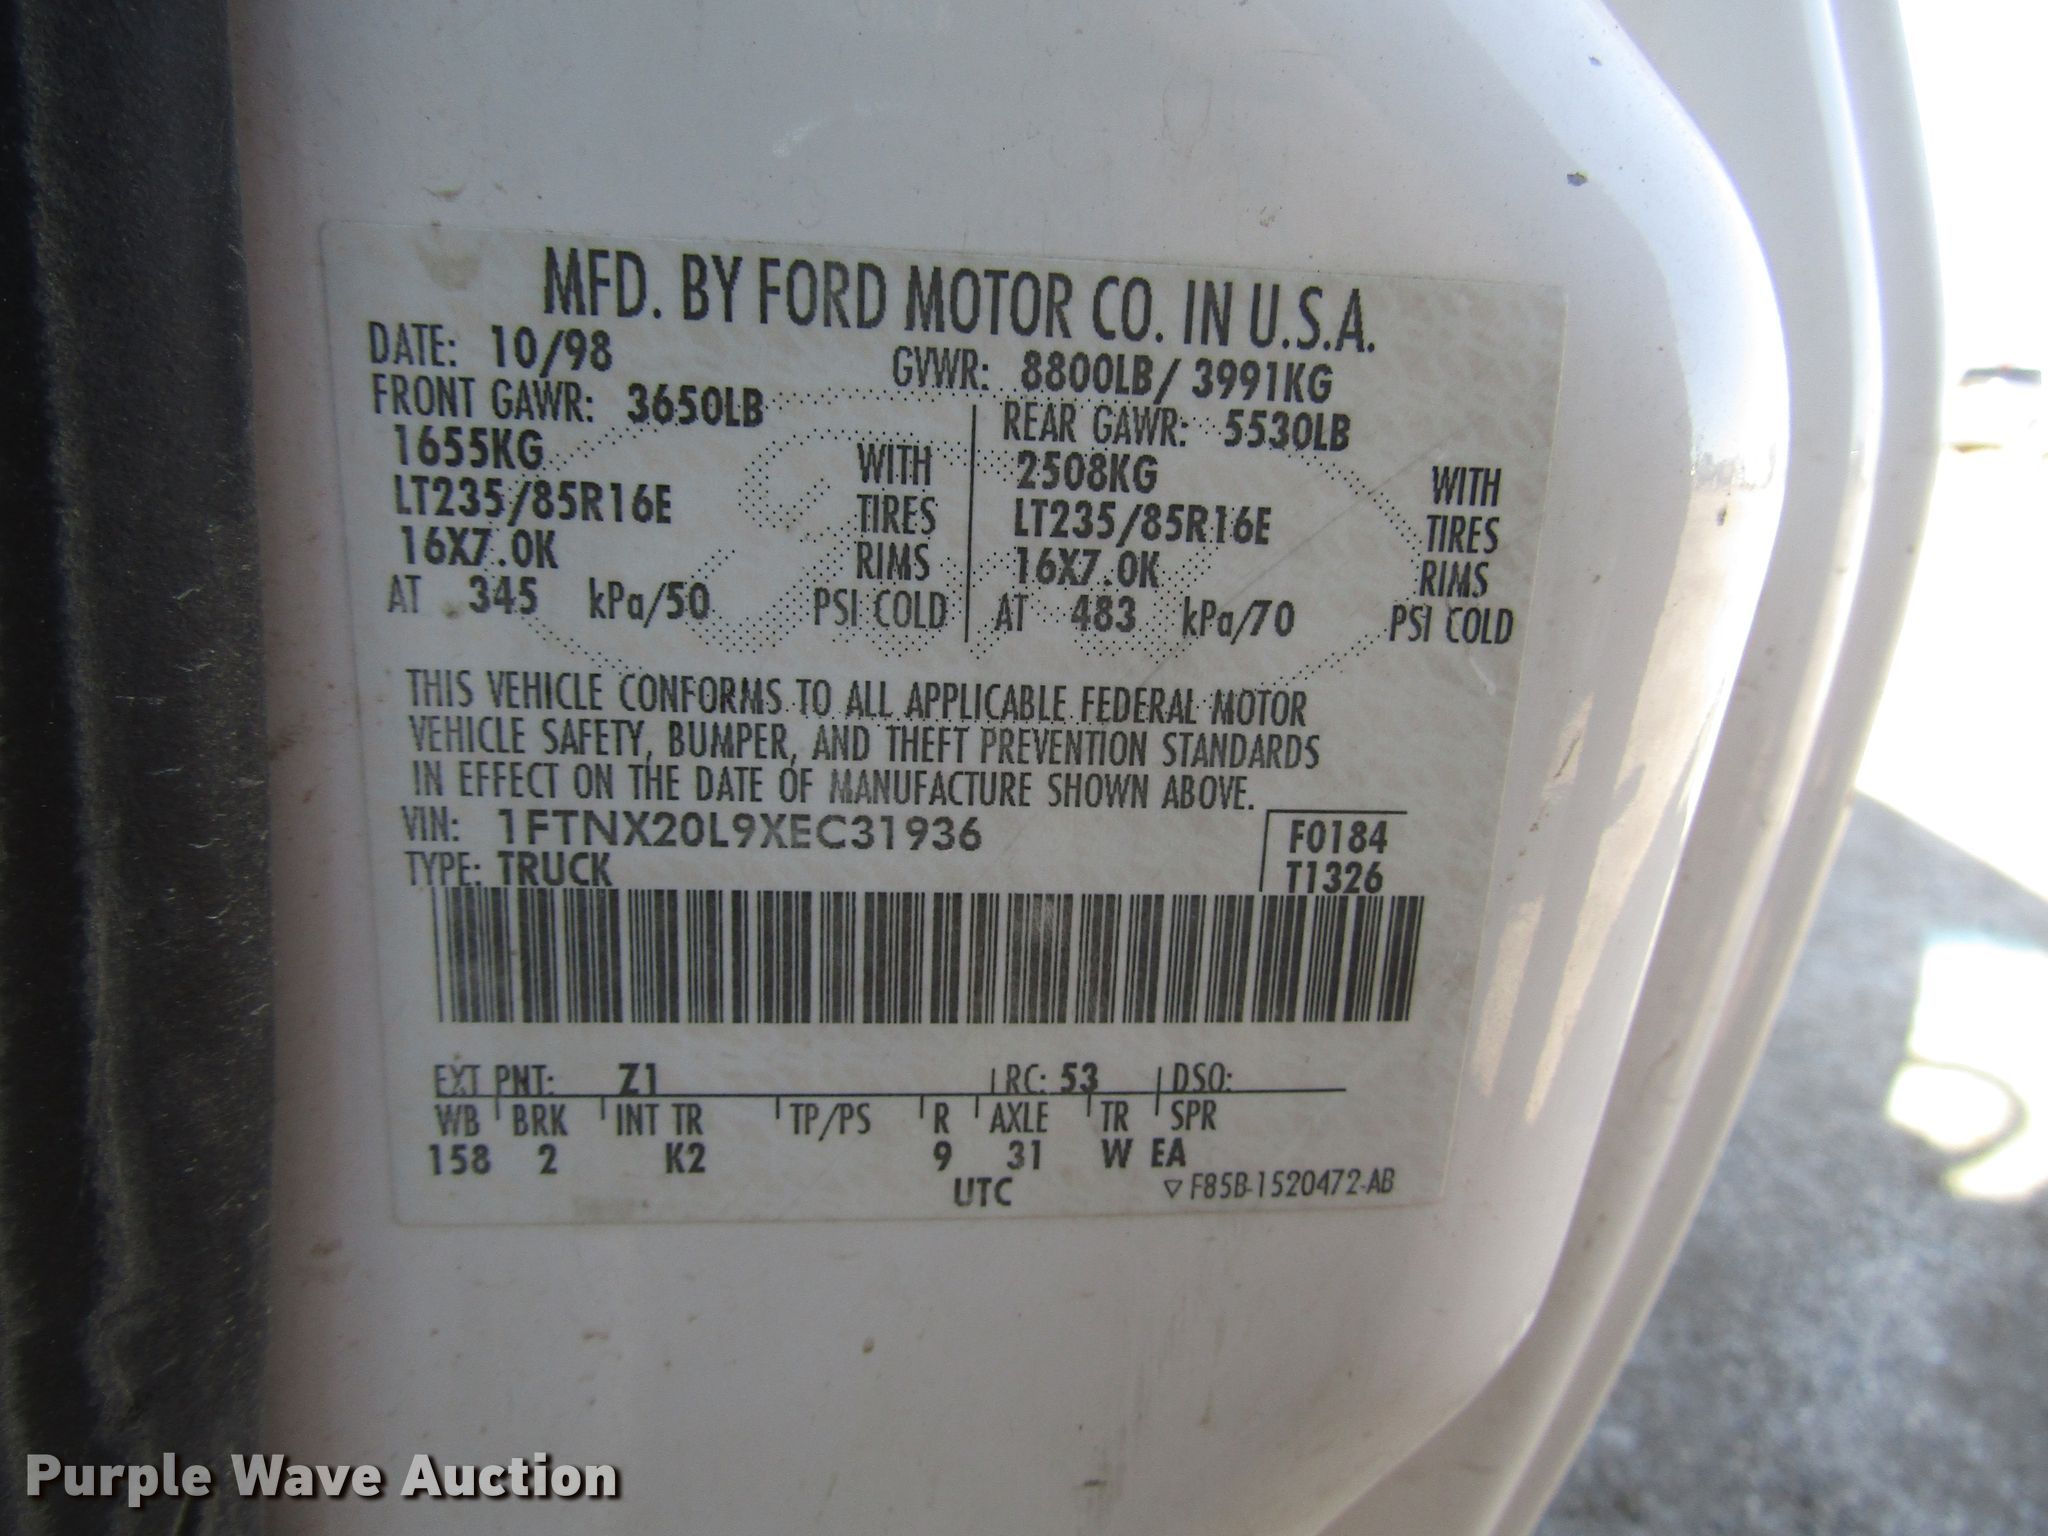 MFD. BY FORD MOTOR CO. IN U.S.A.
DATE: 10/98 GVWR: 8800LB/ 3991KG
FRONT GAWR: 3650LB REAR GAWR: 5530LB
1655KG WITH 2508KG WITH
LT235/85R16E TIRES LT235/85R16E TIRES
16X7.0K RIMS 16X7.0K RIMS
AT 345 kPa/50 PSI COLD AT 483 kPa/70 PSI COLD
THIS VEHICLE CONFORMS TO ALL APPLICABLE FEDERAL MOTOR
VEHICLE SAFETY, BUMPER, AND THEFT PREVENTION STANDARDS
IN EFFECT ON THE DATE OF MANUFACTURE SHOWN ABOVE.
VIN: 1FTNX20L9XEC31936 F0184
TYPE: TRUCK T1326
EXT PNT: Z1 RC: 53 DSO:
WB BRK INT TR TP/PS R AXLE TR SPR
158 2 K2 9 31 W EA
UTC ▽ F85B-1520472-AB
Purple Wave Auction